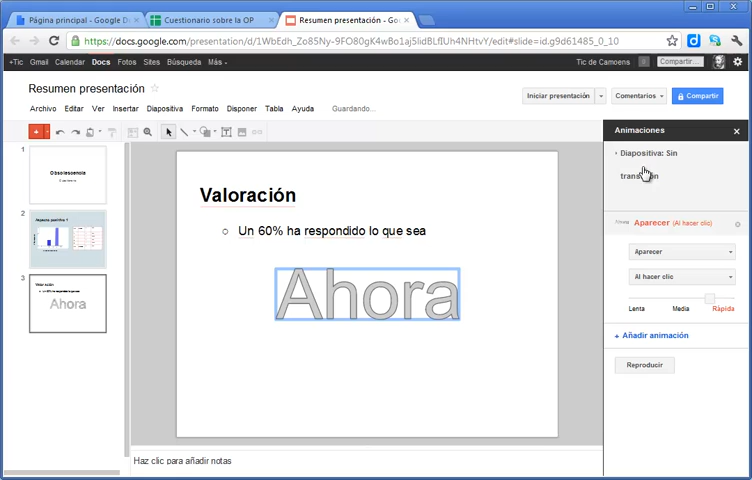 Página principal - Google D
Cuestionario sobre la OP
Resumen presentación - Go
https://docs.google.com/presentation/d/1WbEdh_Zo85Ny-9FO80gK4wBo1aj5lidBLfIUh4NHtvY/edit#slide=id.g9d61485_0_10
+Tic Gmail Calendar Docs Fotos Sites Búsqueda Más
Tic de Camoens
Compartir...
Resumen presentación
Iniciar presentación
Comentarios
Compartir
Archivo Editar Ver Insertar Diapositiva Formato Disponer Tabla Ayuda Guardando...
Animaciones
Diapositiva: Sin
1
Obsolescencia
Valoración
Un 60% ha respondido lo que sea
Ahora
Ahora
Aparecer (Al hacer clic)
Aparecer
Al hacer clic
Lenta Media Rápida
+ Añadir animación
Reproducir
2
3
Valoración
Ahora
Haz clic para añadir notas